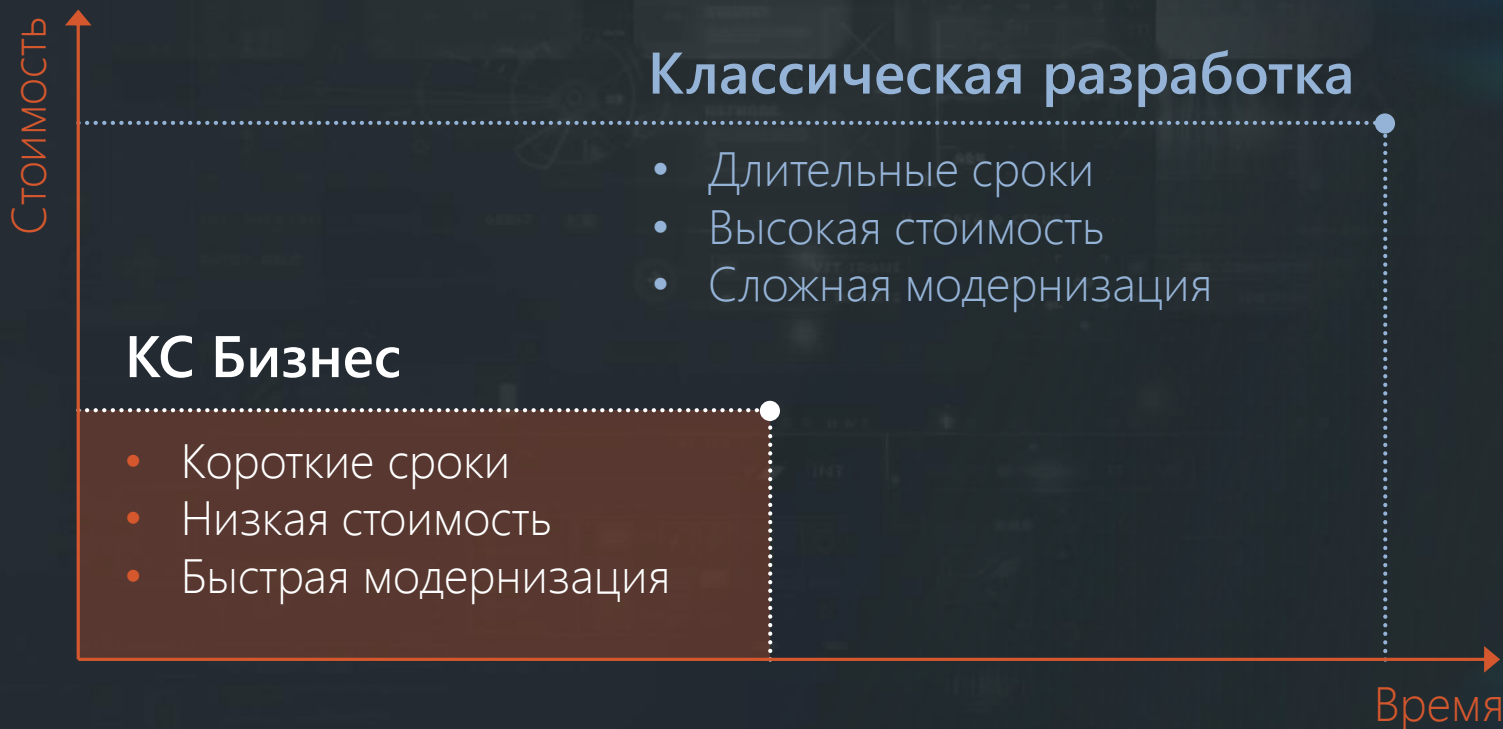 Стоимость
Классическая разработка
• Длительные сроки
• Высокая стоимость
• Сложная модернизация
КС Бизнес
• Короткие сроки
• Низкая стоимость
• Быстрая модернизация
Время